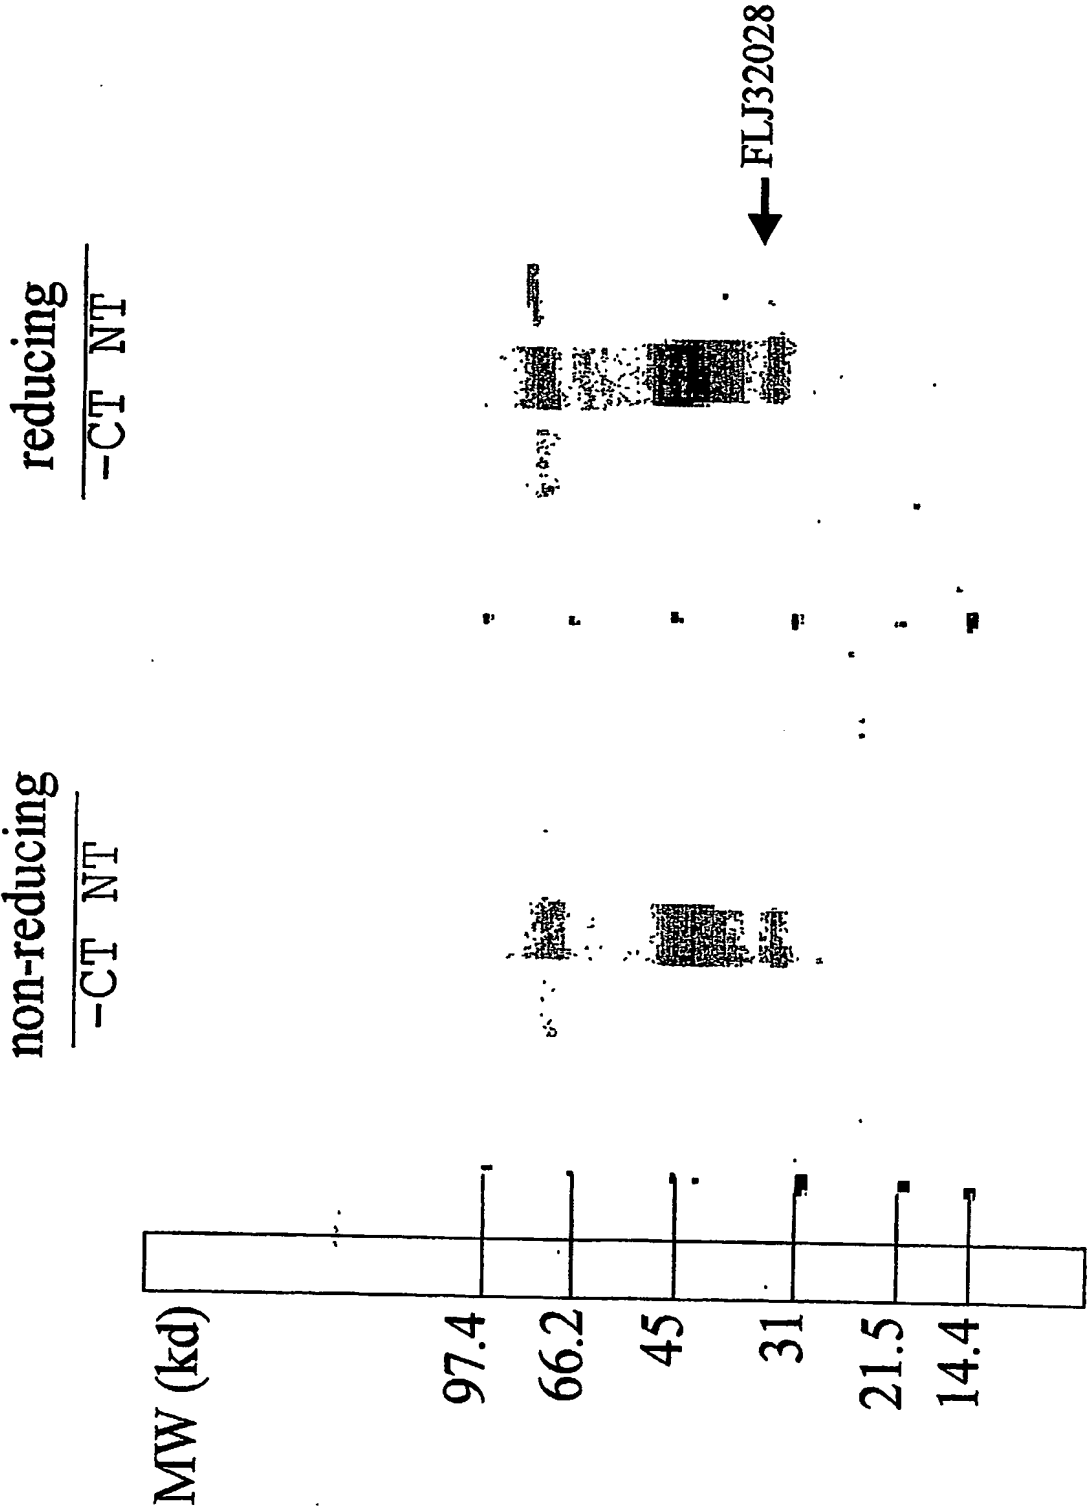 MW (kd)
97.4
66.2
45
31
21.5
14.4
non-reducing
-CT NT
reducing
-CT NT
FLJ32028